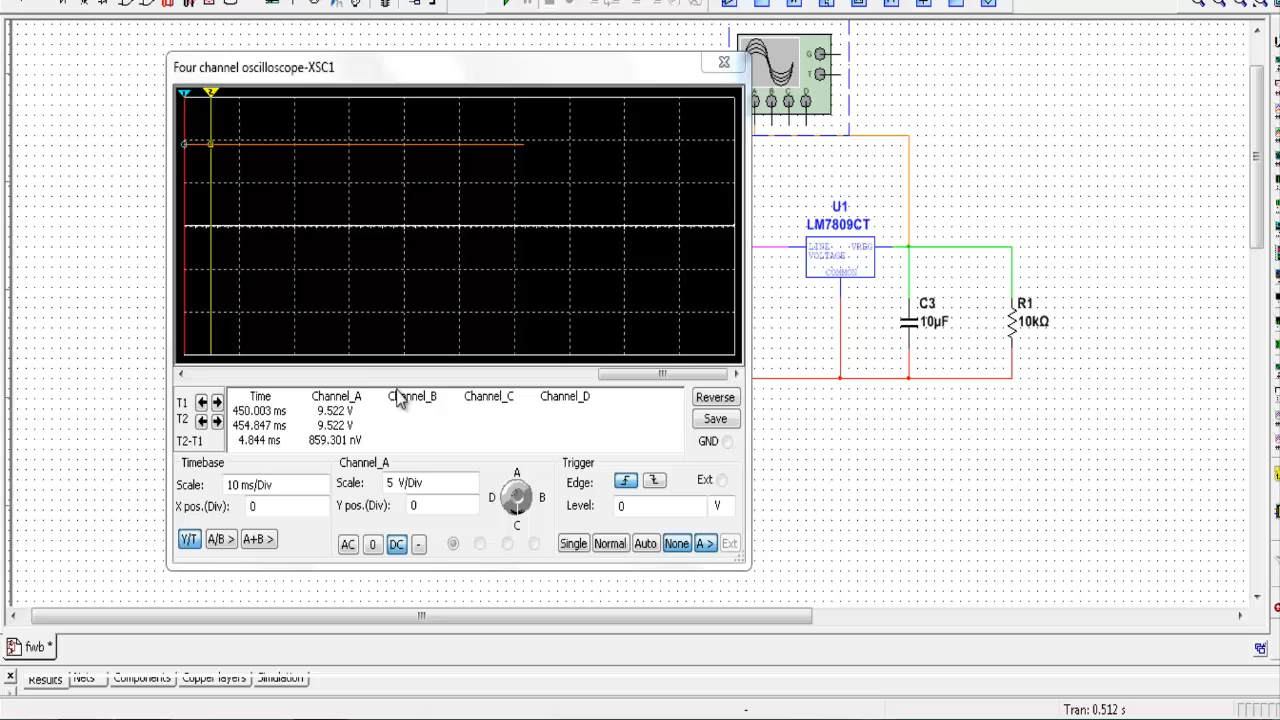 Four channel oscilloscope-XSC1
1
2
G
T
A B C D
U1
LM7809CT
LINE VREG
VOLTAGE
COMMON
C3
10µF
R1
10kΩ
Time Channel_A Channel_B Channel_C Channel_D
T1 450.003 ms 9.522 V
T2 454.847 ms 9.522 V
T2-T1 4.844 ms 859.301 nV
Reverse
Save
GND
Timebase
Scale: 10 ms/Div
X pos.(Div): 0
Y/T A/B > A+B >
Channel_A
Scale: 5 V/Div
Y pos.(Div): 0
AC 0 DC -
A
D B
C
Trigger
Edge: Ext
Level: 0 V
Single Normal Auto None A > Ext
fwb *
Results Nets Components Copper layers Simulation
- Tran: 0.512 s